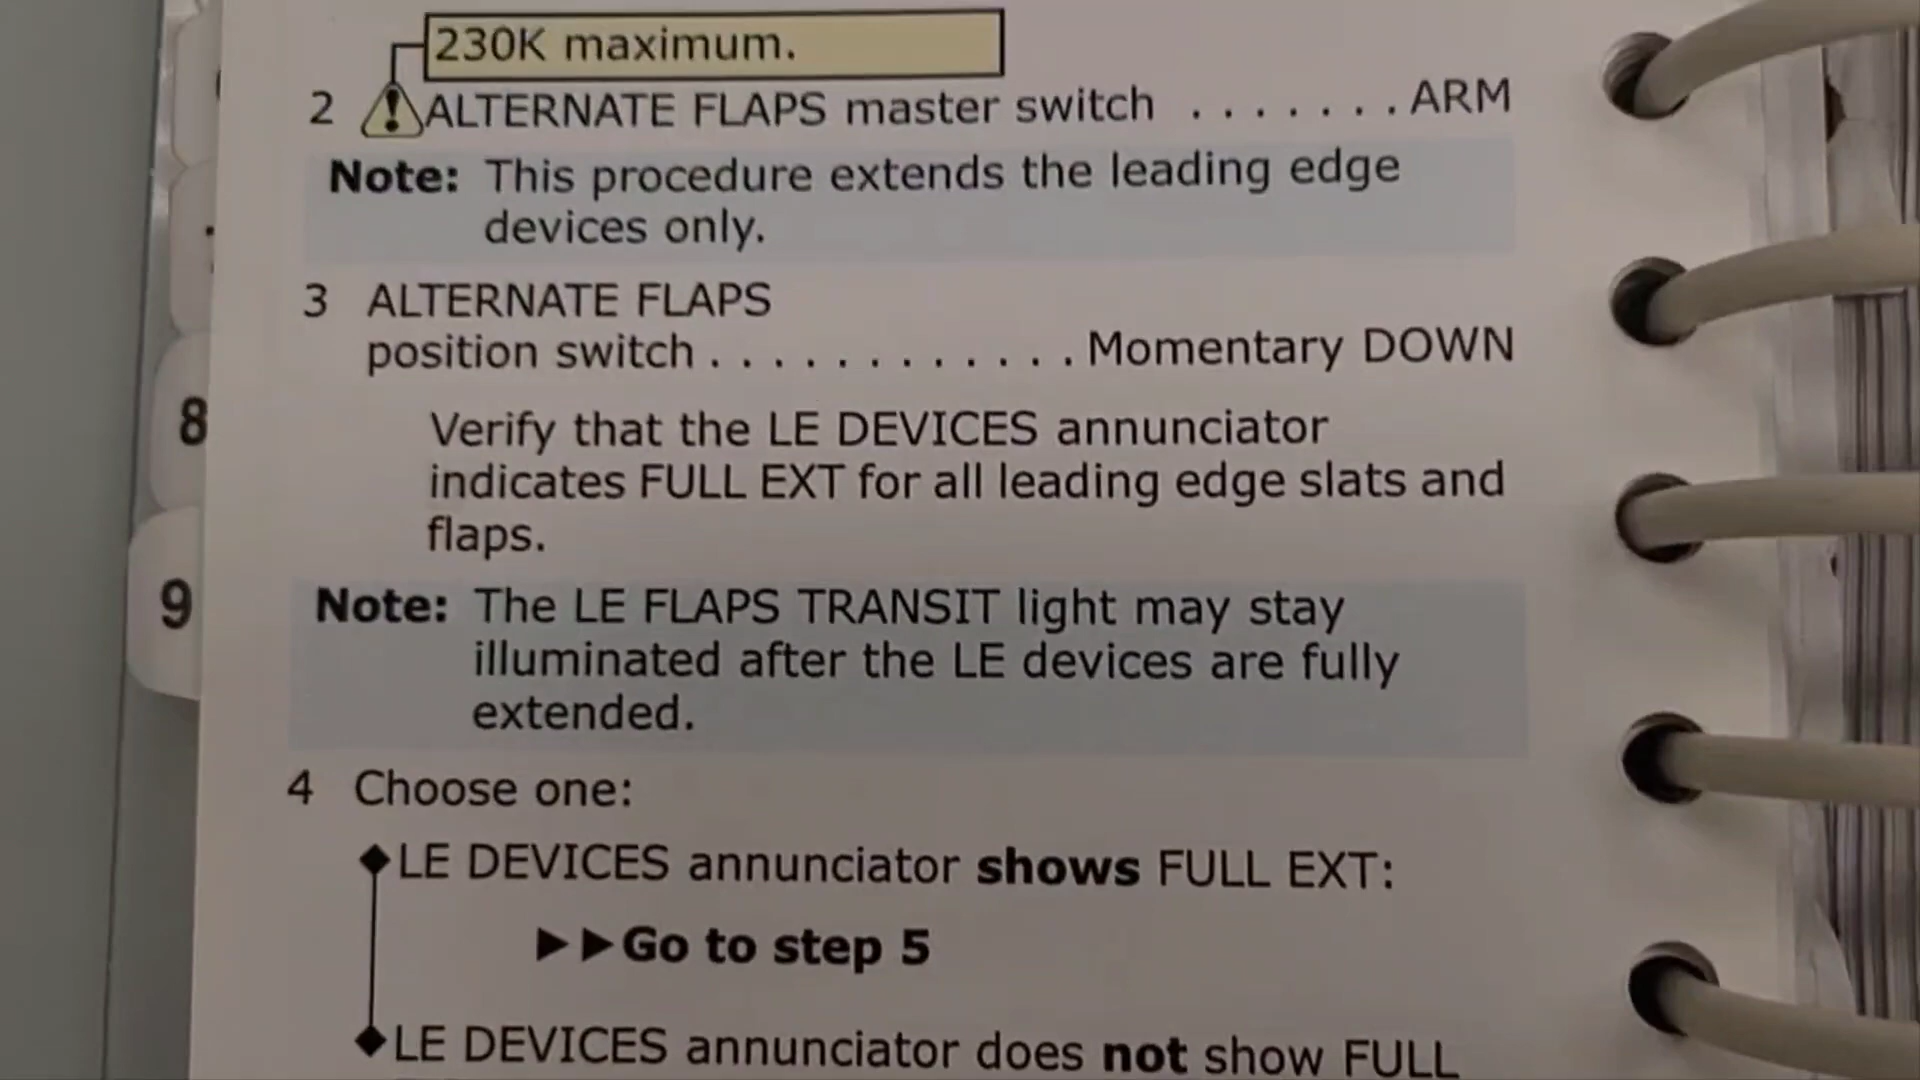 230K maximum.
2 ALTERNATE FLAPS master switch . . . . . . . ARM
Note: This procedure extends the leading edge
devices only.
3 ALTERNATE FLAPS
position switch . . . . . . . . . . . . Momentary DOWN
Verify that the LE DEVICES annunciator
indicates FULL EXT for all leading edge slats and
flaps.
8
9
Note: The LE FLAPS TRANSIT light may stay
illuminated after the LE devices are fully
extended.
4 Choose one:
◆LE DEVICES annunciator shows FULL EXT:
▶▶Go to step 5
◆LE DEVICES annunciator does not show FULL